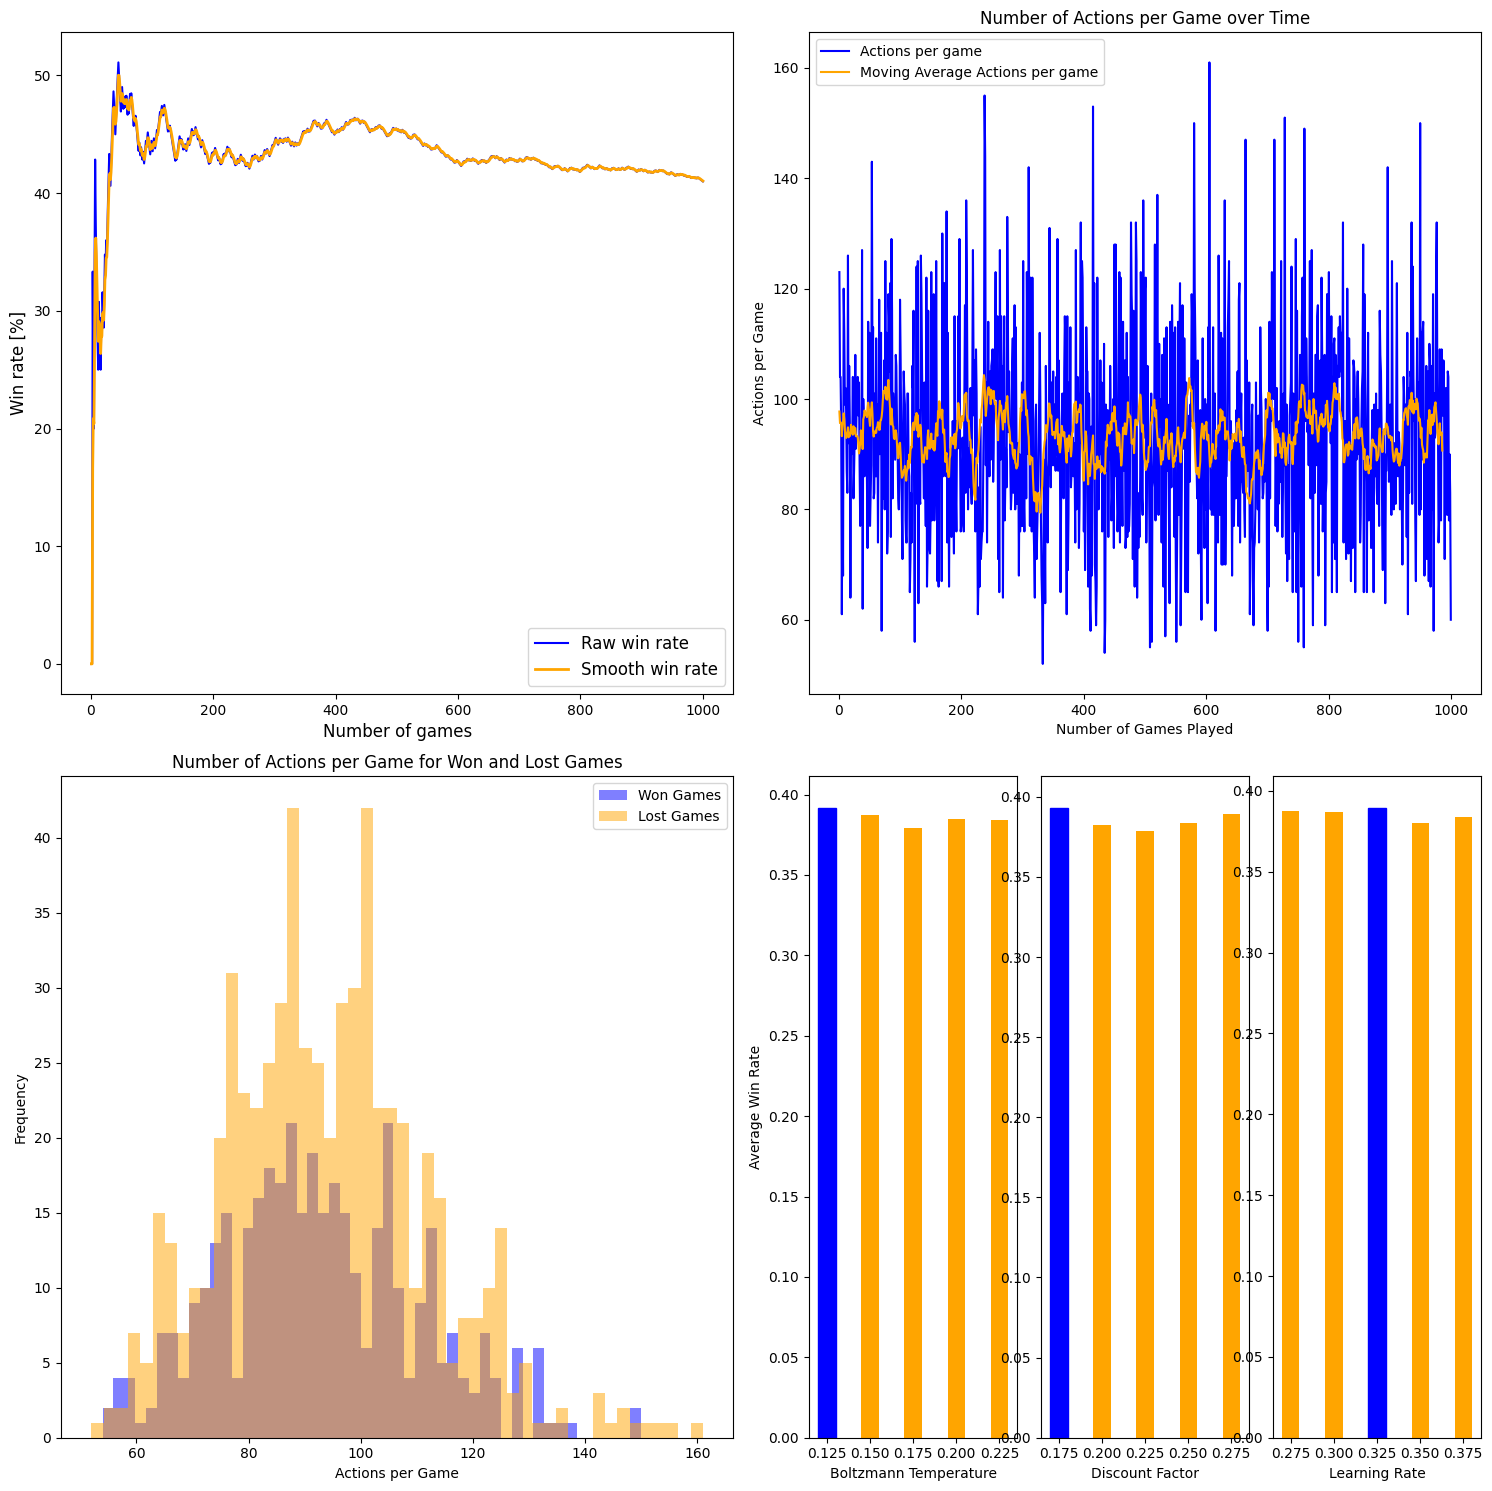 Win rate [%]
50
40
30
20
10
0
Raw win rate
Smooth win rate
0 200 400 600 800 1000
Number of games
Number of Actions per Game over Time
Actions per game
Moving Average Actions per game
Actions per Game
160
140
120
100
80
60
0 200 400 600 800 1000
Number of Games Played
Number of Actions per Game for Won and Lost Games
Won Games
Lost Games
Frequency
40
35
30
25
20
15
10
5
0
60 80 100 120 140 160
Actions per Game
Average Win Rate
0.40
0.35
0.30
0.25
0.20
0.15
0.10
0.05
0.00
0.125 0.150 0.175 0.200 0.225
Boltzmann Temperature
0.40
0.35
0.30
0.25
0.20
0.15
0.10
0.05
0.00
0.175 0.200 0.225 0.250 0.275
Discount Factor
0.40
0.35
0.30
0.25
0.20
0.15
0.10
0.05
0.00
0.275 0.300 0.325 0.350 0.375
Learning Rate